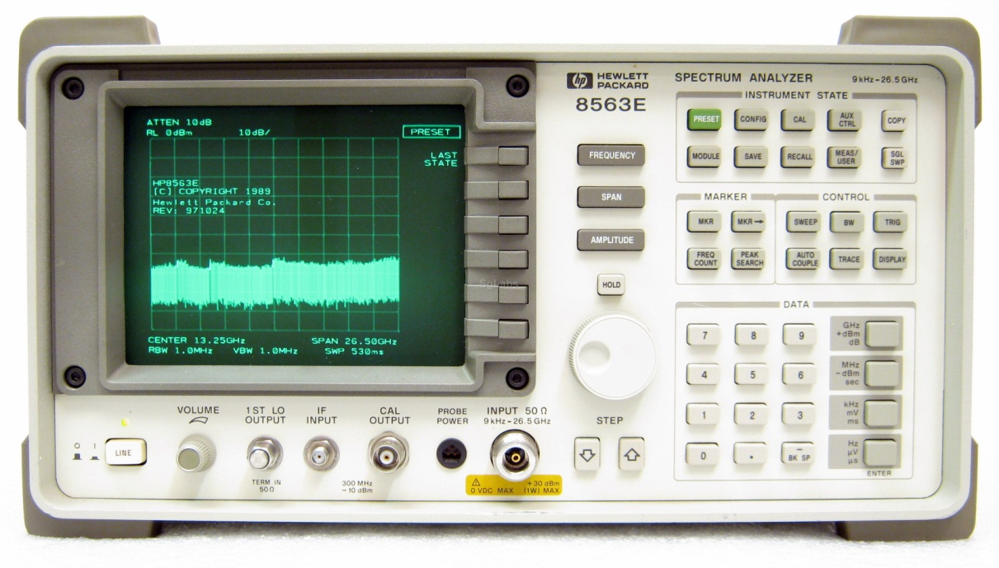 hp HEWLETT
PACKARD
8563E
SPECTRUM ANALYZER
9 kHz – 26.5 GHz
ATTEN 10dB
RL 0dBm 10dB/
PRESET
LAST
STATE
HP8563E
[C] COPYRIGHT 1989
Hewlett Packard Co.
REV: 971024
CENTER 13.25GHz SPAN 26.50GHz
RBW 1.0MHz VBW 1.0MHz SWP 530ms
SgLabs
FREQUENCY
SPAN
AMPLITUDE
HOLD
STEP
INSTRUMENT STATE
PRESET CONFIG CAL AUX
CTRL COPY
MODULE SAVE RECALL MEAS/
USER SGL
SWP
MARKER
MKR MKR→
FREQ
COUNT PEAK
SEARCH
CONTROL
SWEEP BW TRIG
AUTO
COUPLE TRACE DISPLAY
DATA
7 8 9 GHz
+dBm
dB
4 5 6 MHz
–dBm
sec
1 2 3 kHz
mV
ms
0 . –
BK SP Hz
µV
µs
ENTER
O I
LINE
VOLUME
1ST LO
OUTPUT
TERM IN
50 Ω
IF
INPUT
CAL
OUTPUT
300 MHz
–10 dBm
PROBE
POWER
INPUT 50 Ω
9 kHz – 26.5 GHz
0 VDC MAX
+30 dBm
(1W) MAX